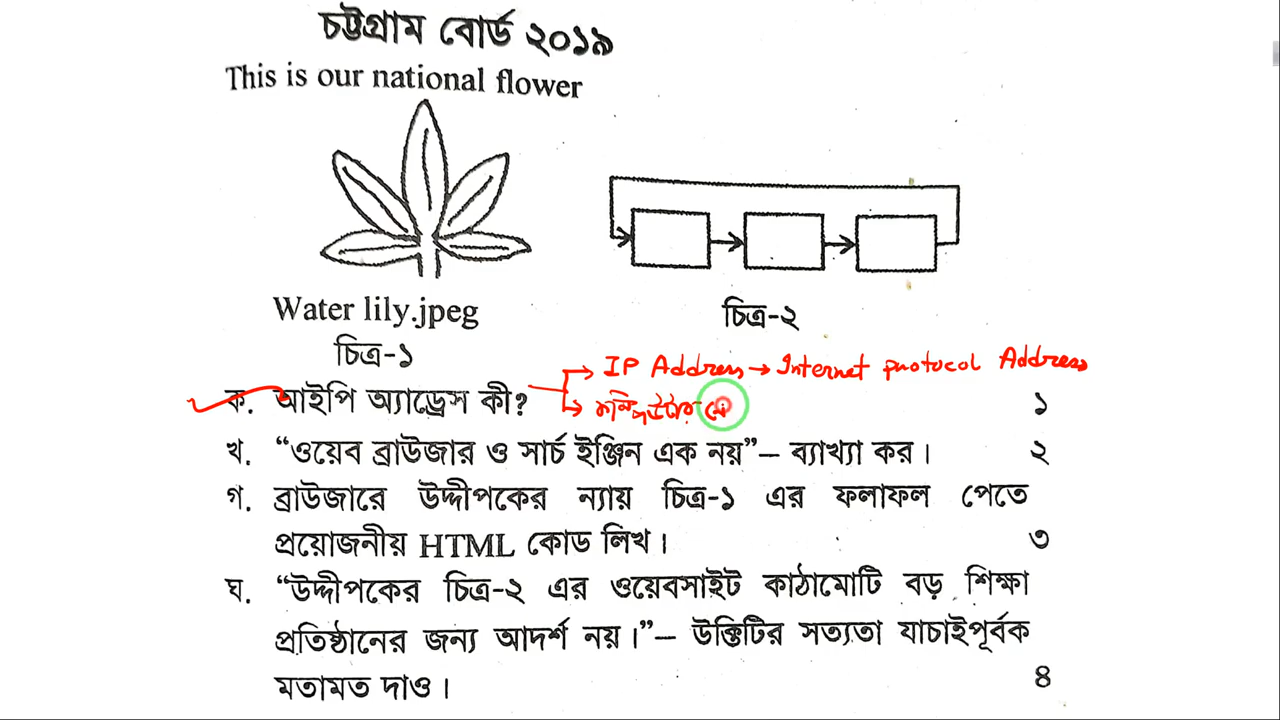 চট্টগ্রাম বোর্ড ২০১৯
This is our national flower
Water lily.jpeg
চিত্র-১
চিত্র-২
IP Address → Internet protocol Address
ক. আইপি অ্যাড্রেস কী? ১
কম্পিউটার
খ. “ওয়েব ব্রাউজার ও সার্চ ইঞ্জিন এক নয়”– ব্যাখ্যা কর। ২
গ. ব্রাউজারে উদ্দীপকের ন্যায় চিত্র-১ এর ফলাফল পেতে
প্রয়োজনীয় HTML কোড লিখ। ৩
ঘ. “উদ্দীপকের চিত্র-২ এর ওয়েবসাইট কাঠামোটি বড় শিক্ষা
প্রতিষ্ঠানের জন্য আদর্শ নয়।”– উক্তিটির সত্যতা যাচাইপূর্বক
মতামত দাও। ৪